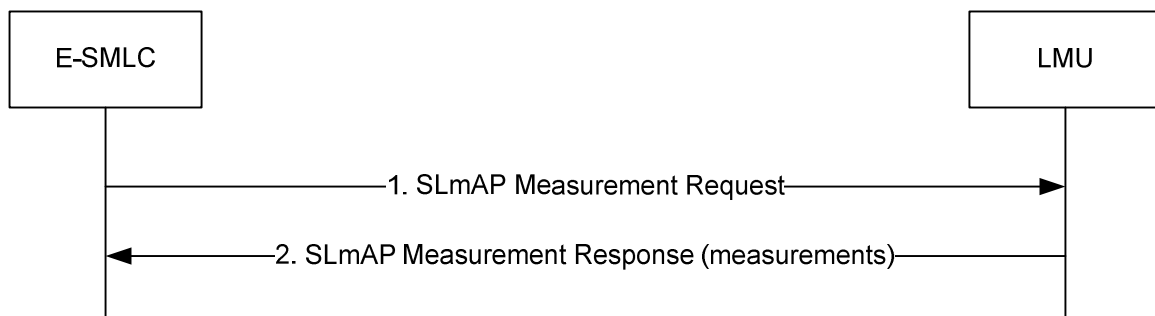 E-SMLC
LMU
1. SLmAP Measurement Request
2. SLmAP Measurement Response (measurements)